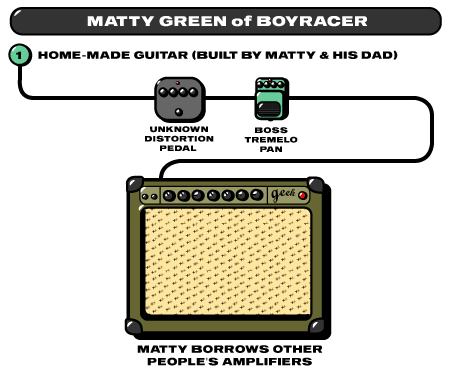 MATTY GREEN of BOYRACER
1 HOME-MADE GUITAR (BUILT BY MATTY & HIS DAD)
UNKNOWN
DISTORTION
PEDAL
BOSS
TREMELO
PAN
geek
MATTY BORROWS OTHER
PEOPLE'S AMPLIFIERS